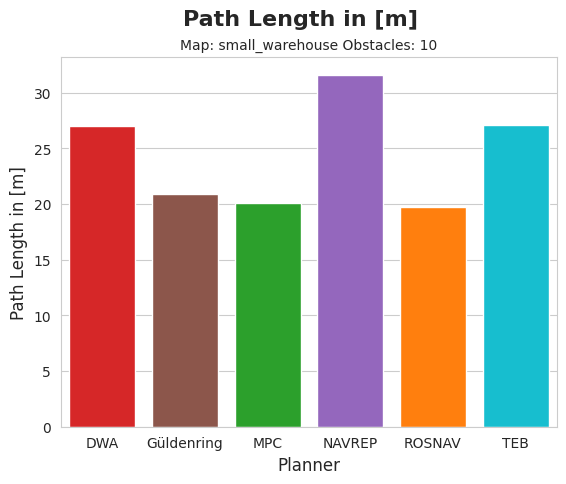 Path Length in [m]
Map: small_warehouse Obstacles: 10
Path Length in [m]
30
25
20
15
10
5
0
DWA Güldenring MPC NAVREP ROSNAV TEB
Planner